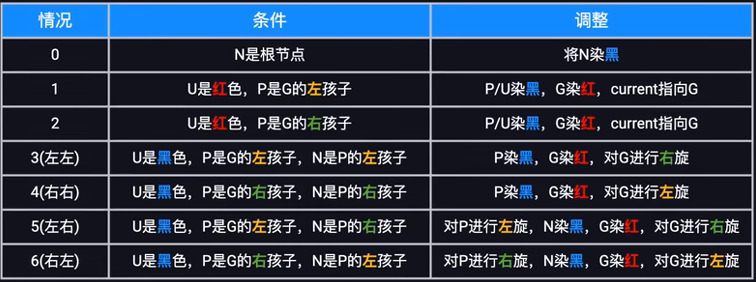 情况 条件 调整
0 N是根节点 将N染黑
1 U是红色，P是G的左孩子 P/U染黑，G染红，current指向G
2 U是红色，P是G的右孩子 P/U染黑，G染红，current指向G
3(左左) U是黑色，P是G的左孩子，N是P的左孩子 P染黑，G染红，对G进行右旋
4(右右) U是黑色，P是G的右孩子，N是P的右孩子 P染黑，G染红，对G进行左旋
5(左右) U是黑色，P是G的左孩子，N是P的右孩子 对P进行左旋，N染黑，G染红，对G进行右旋
6(右左) U是黑色，P是G的右孩子，N是P的左孩子 对P进行右旋，N染黑，G染红，对G进行左旋